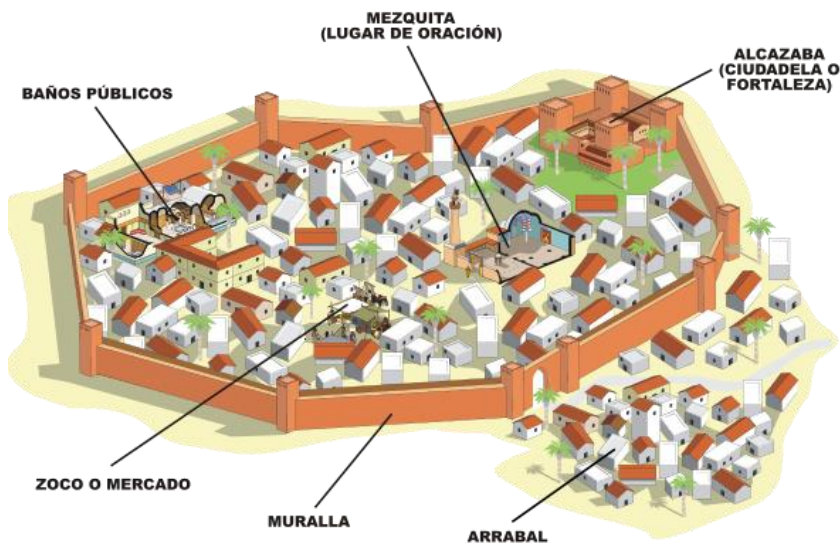 MEZQUITA
(LUGAR DE ORACIÓN)
ALCAZABA
(CIUDADELA O
FORTALEZA)
BAÑOS PÚBLICOS
ZOCO O MERCADO
MURALLA
ARRABAL